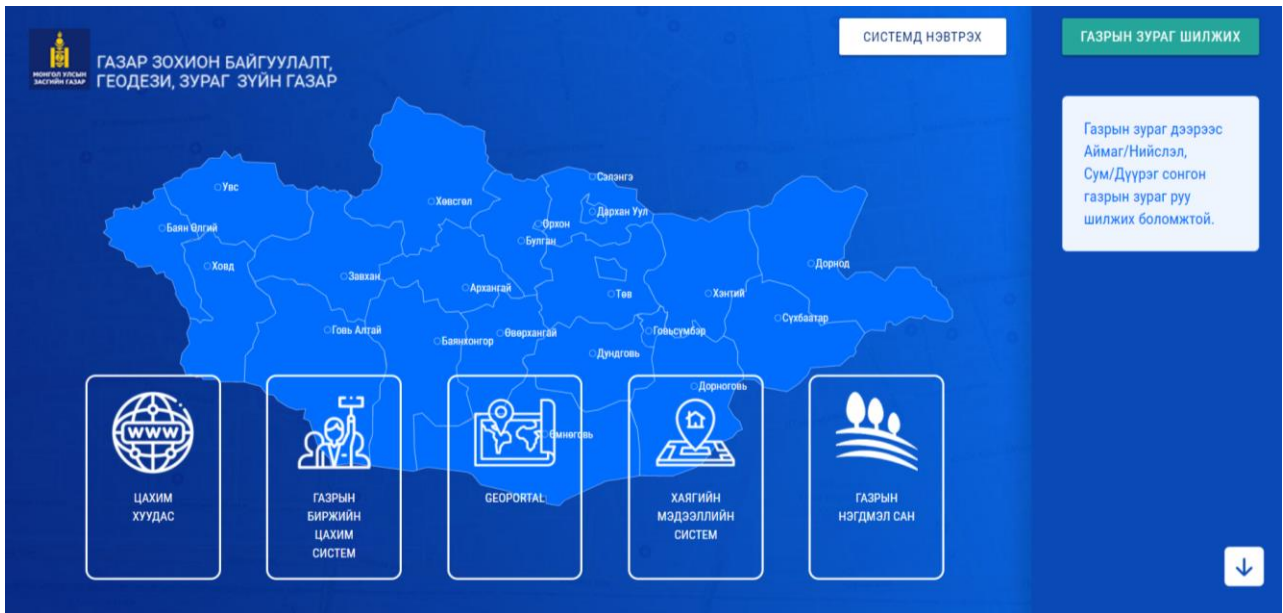 МОНГОЛ УЛСЫН
ЗАСГИЙН ГАЗАР
ГАЗАР ЗОХИОН БАЙГУУЛАЛТ,
ГЕОДЕЗИ, ЗУРАГ ЗҮЙН ГАЗАР
СИСТЕМД НЭВТРЭХ
ГАЗРЫН ЗУРАГ ШИЛЖИХ
Газрын зураг дээрээс
Аймаг/Нийслэл,
Сум/Дүүрэг сонгон
газрын зураг руу
шилжих боломжтой.
Увс
Сэлэнгэ
Хөвсгөл
Дархан Уул
Орхон
Баян Өлгий
Булган
Ховд
Завхан
Дорнод
Архангай
Төв
Хэнтий
Сүхбаатар
Говь Алтай
Баянхонгор
Өвөрхангай
Говьсүмбэр
Дундговь
Дорноговь
Өмнөговь
WWW
ЦАХИМ
ХУУДАС
ГАЗРЫН
БИРЖИЙН
ЦАХИМ
СИСТЕМ
GEOPORTAL
ХАЯГИЙН
МЭДЭЭЛЛИЙН
СИСТЕМ
ГАЗРЫН
НЭГДМЭЛ САН